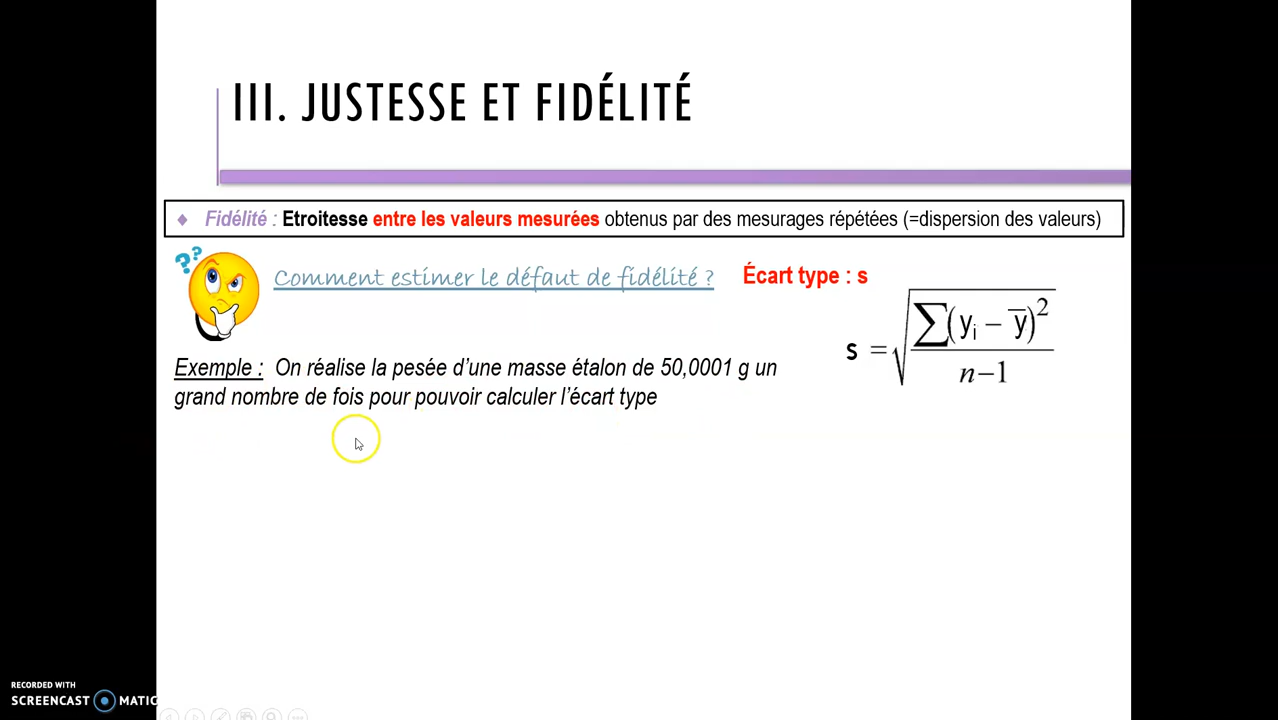 III. JUSTESSE ET FIDÉLITÉ
♦ Fidélité : Etroitesse entre les valeurs mesurées obtenus par des mesurages répétées (=dispersion des valeurs)
??
Comment estimer le défaut de fidélité ? Écart type : s
s = √(∑(yᵢ − ȳ)² / (n−1))
Exemple : On réalise la pesée d'une masse étalon de 50,0001 g un
grand nombre de fois pour pouvoir calculer l'écart type
RECORDED WITH
SCREENCAST MATIC